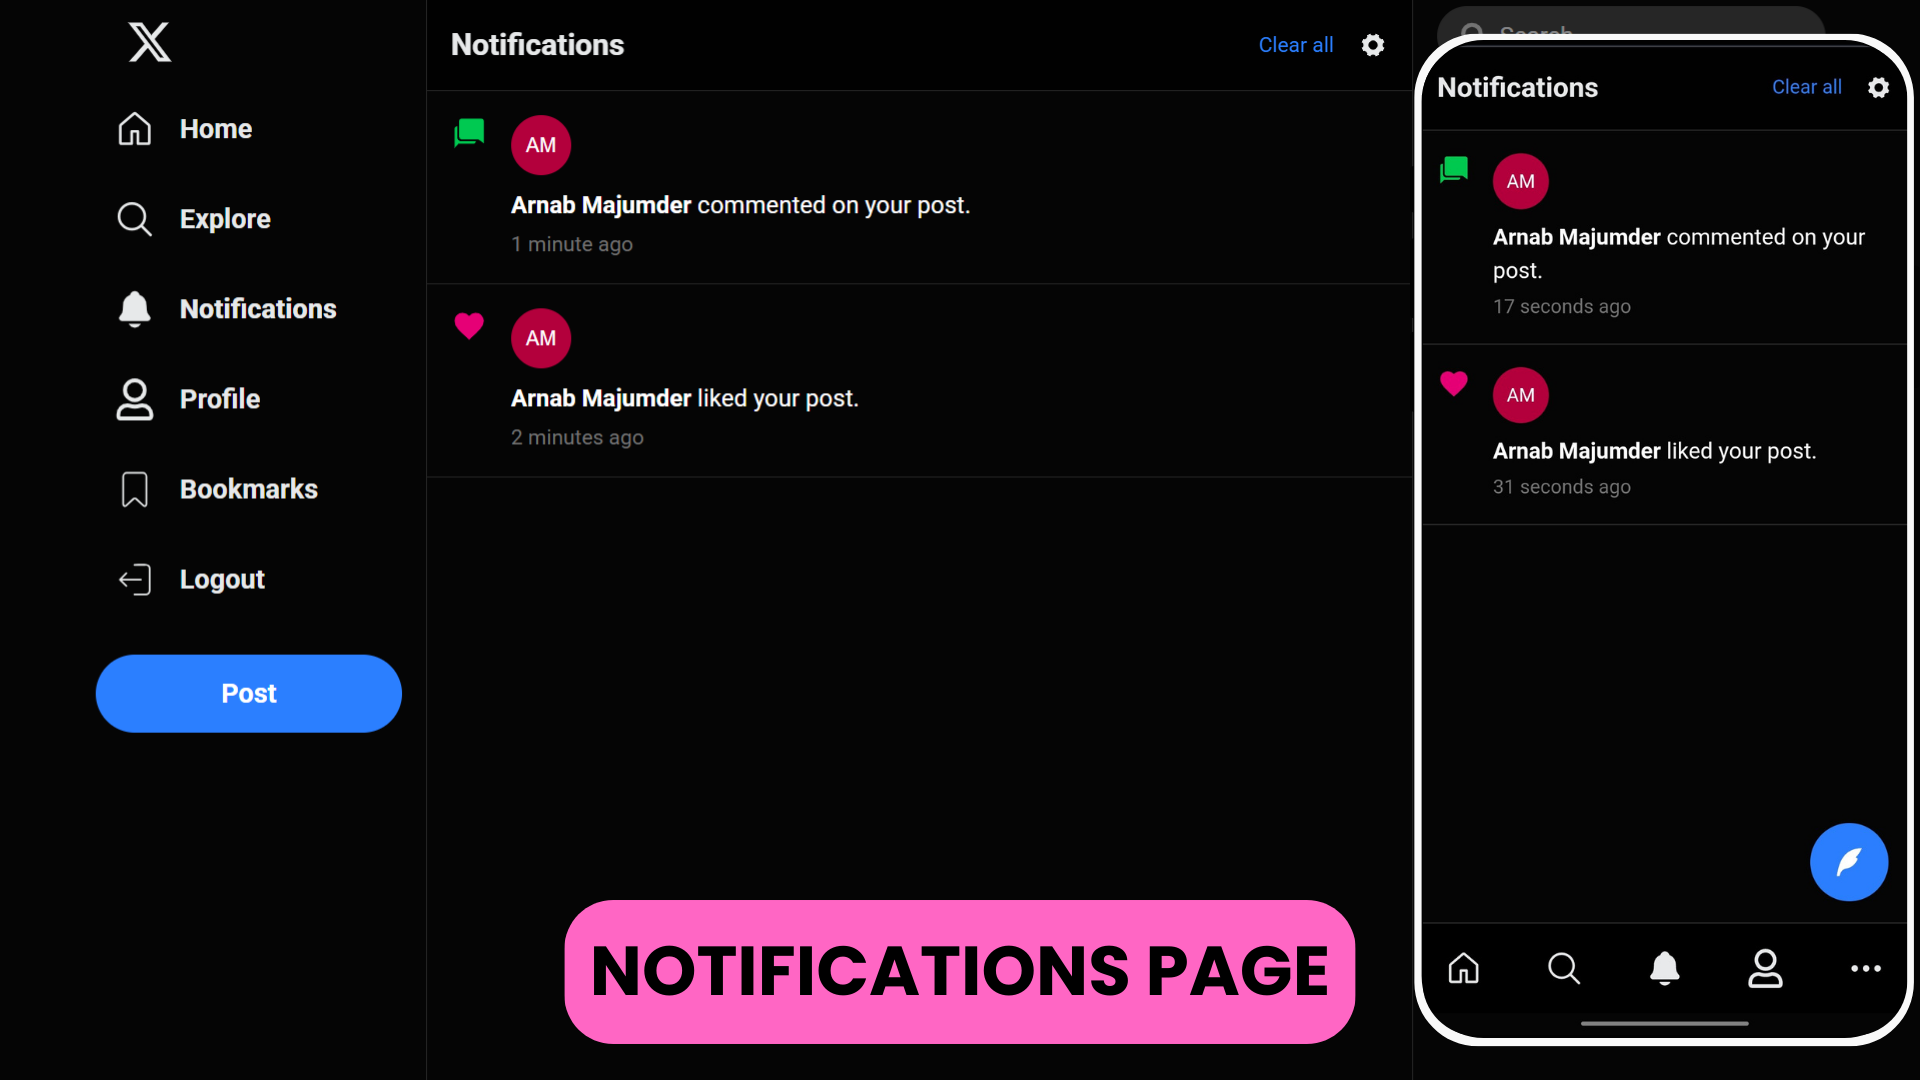 Home
Explore
Notifications
Profile
Bookmarks
Logout
Post
Notifications
Clear all
AM
Arnab Majumder commented on your post.
1 minute ago
AM
Arnab Majumder liked your post.
2 minutes ago
NOTIFICATIONS PAGE
Search
Notifications
Clear all
AM
Arnab Majumder commented on your
post.
17 seconds ago
AM
Arnab Majumder liked your post.
31 seconds ago